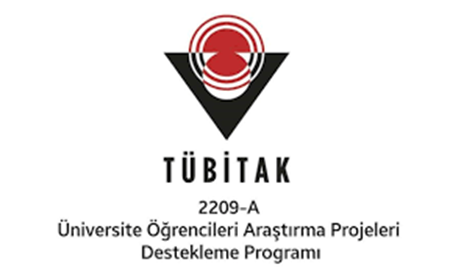 TÜBİTAK
2209-A
Üniversite Öğrencileri Araştırma Projeleri
Destekleme Programı